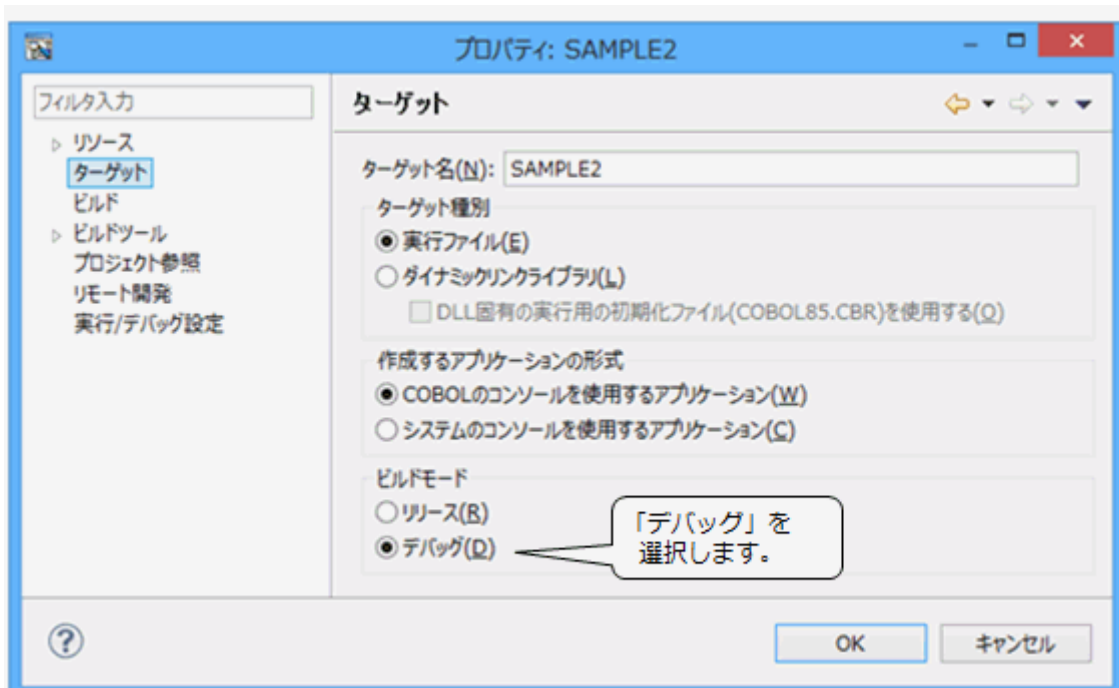 プロパティ: SAMPLE2
フィルタ入力
リソース
ターゲット
ビルド
ビルドツール
プロジェクト参照
リモート開発
実行/デバッグ設定
ターゲット
ターゲット名(N): SAMPLE2
ターゲット種別
実行ファイル(E)
ダイナミックリンクライブラリ(L)
DLL固有の実行用の初期化ファイル(COBOL85.CBR)を使用する(O)
作成するアプリケーションの形式
COBOLのコンソールを使用するアプリケーション(W)
システムのコンソールを使用するアプリケーション(C)
ビルドモード
リリース(R)
デバッグ(D)
「デバッグ」を
選択します。
OK
キャンセル